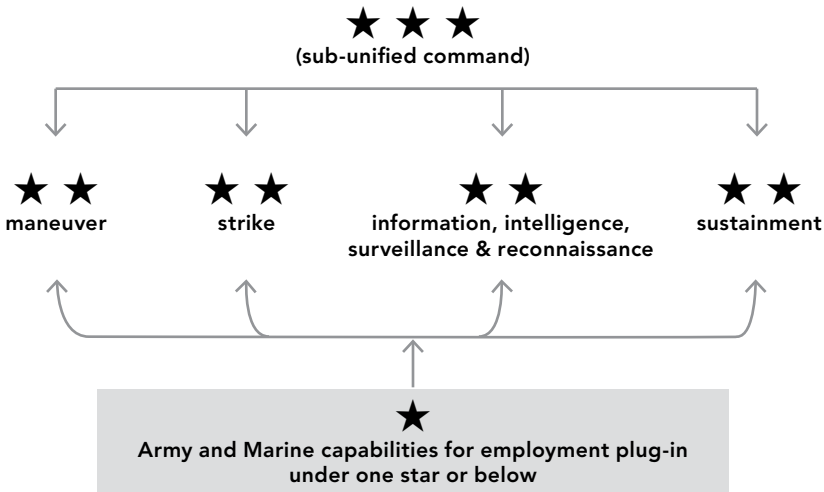 (sub-unified command)
maneuver
strike
information, intelligence,
surveillance & reconnaissance
sustainment
Army and Marine capabilities for employment plug-in
under one star or below